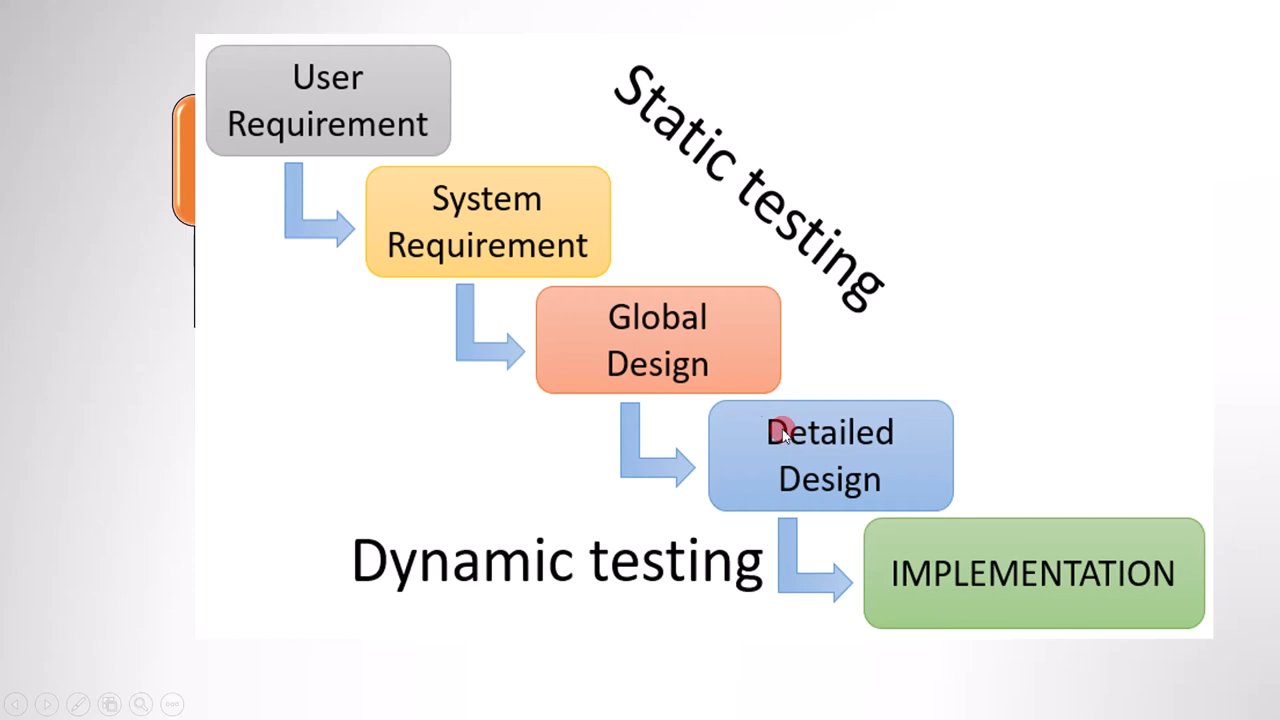 User
Requirement
Static testing
System
Requirement
Global
Design
Detailed
Design
Dynamic testing
IMPLEMENTATION